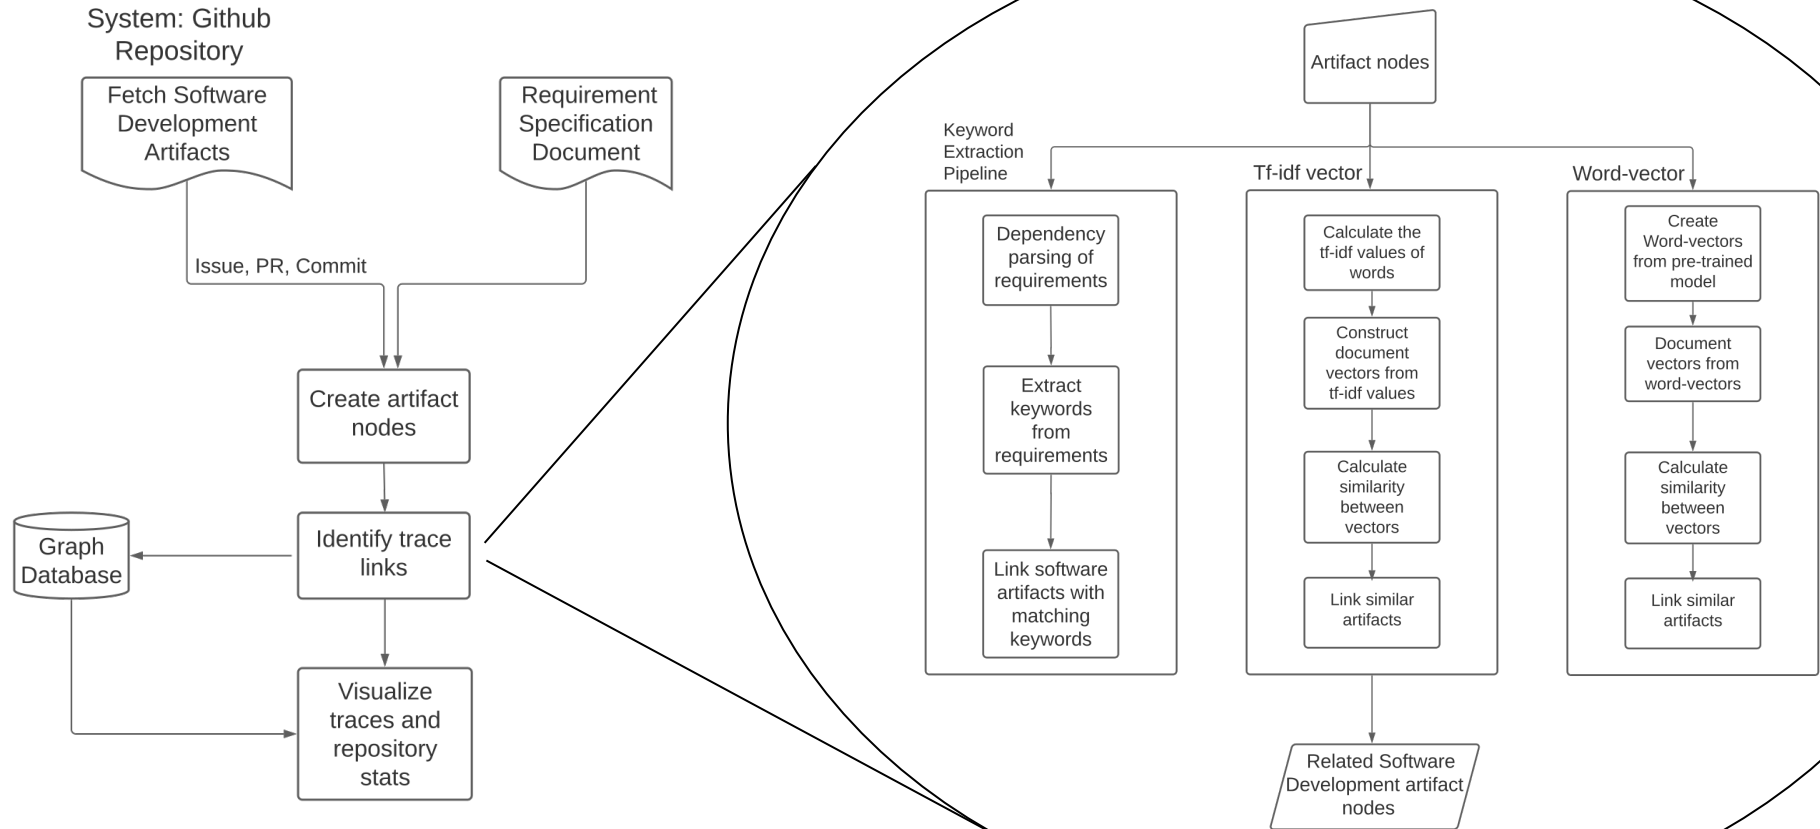 System: Github
Repository
Fetch Software
Development
Artifacts
Requirement
Specification
Document
Issue, PR, Commit
Create artifact
nodes
Identify trace
links
Graph
Database
Visualize
traces and
repository
stats
Artifact nodes
Keyword
Extraction
Pipeline
Dependency
parsing of
requirements
Extract
keywords
from
requirements
Link software
artifacts with
matching
keywords
Tf-idf vector
Calculate the
tf-idf values of
words
Construct
document
vectors from
tf-idf values
Calculate
similarity
between
vectors
Link similar
artifacts
Word-vector
Create
Word-vectors
from pre-trained
model
Document
vectors from
word-vectors
Calculate
similarity
between
vectors
Link similar
artifacts
Related Software
Development artifact
nodes